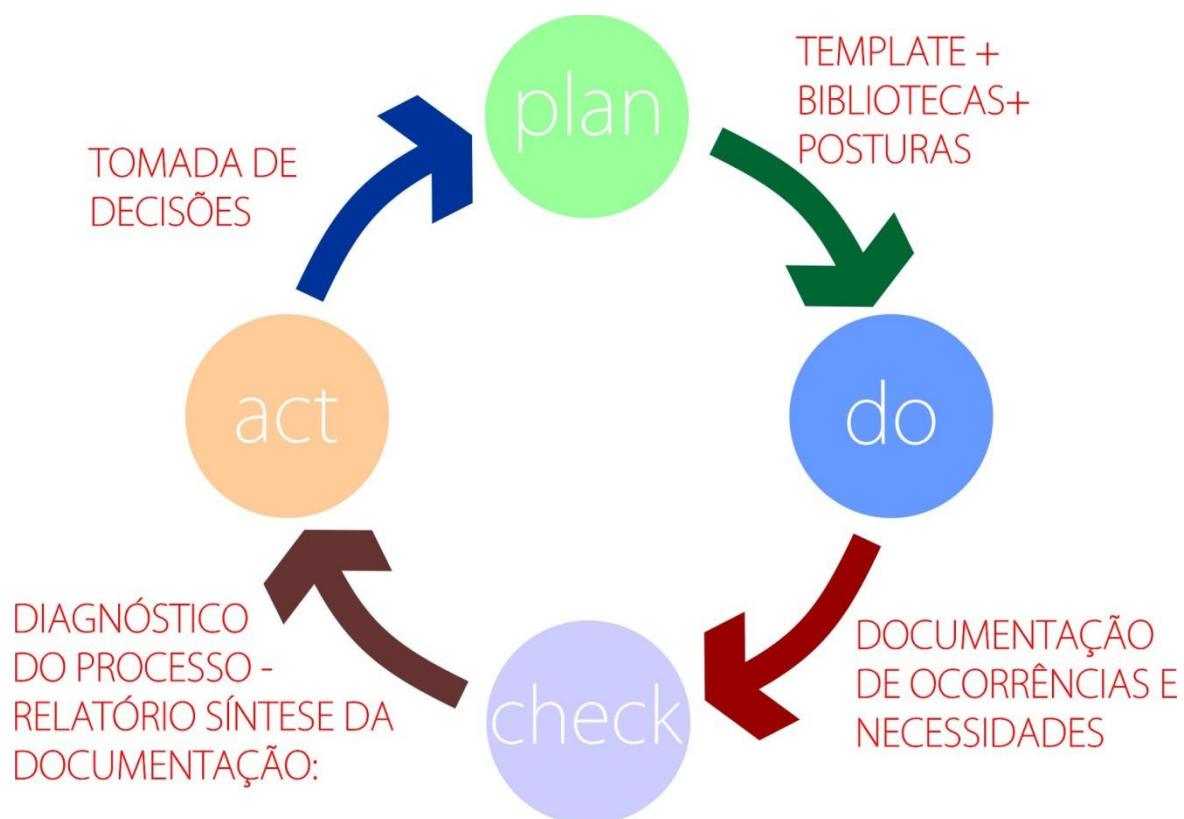 plan
TEMPLATE +
BIBLIOTECAS+
POSTURAS
TOMADA DE
DECISÕES
act
do
DIAGNÓSTICO
DO PROCESSO -
RELATÓRIO SÍNTESE DA
DOCUMENTAÇÃO:
check
DOCUMENTAÇÃO
DE OCORRÊNCIAS E
NECESSIDADES